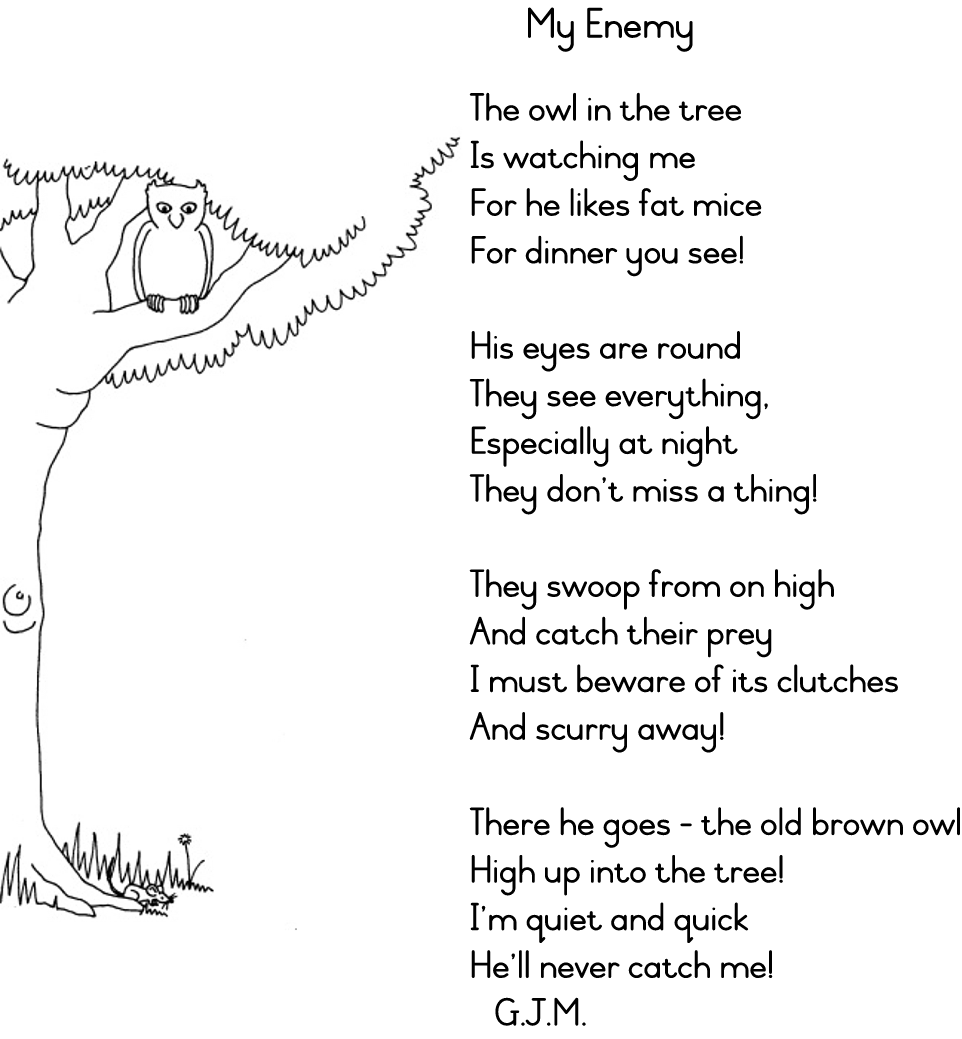 My Enemy
The owl in the tree
Is watching me
For he likes fat mice
For dinner you see!
His eyes are round
They see everything,
Especially at night
They don't miss a thing!
They swoop from on high
And catch their prey
I must beware of its clutches
And scurry away!
There he goes - the old brown owl
High up into the tree!
I'm quiet and quick
He'll never catch me!
G.J.M.